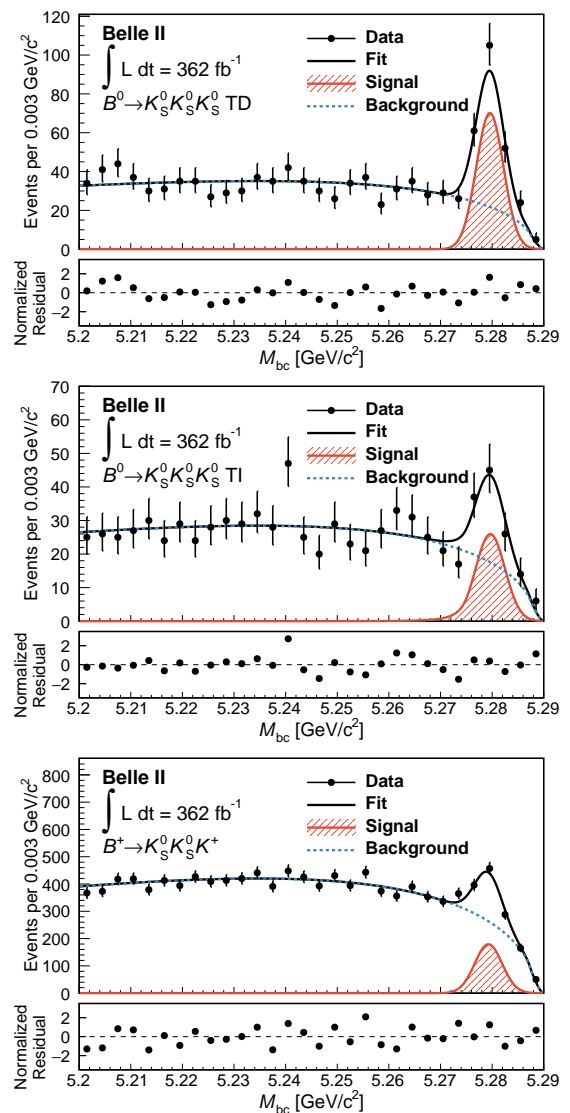 Belle II
∫ L dt = 362 fb⁻¹
B⁰→K_S⁰K_S⁰K_S⁰ TD
Data
Fit
Signal
Background
Events per 0.003 GeV/c²
120
100
80
60
40
20
0
Normalized
Residual
2
0
−2
5.2 5.21 5.22 5.23 5.24 5.25 5.26 5.27 5.28 5.29
M_bc [GeV/c²]
Belle II
∫ L dt = 362 fb⁻¹
B⁰→K_S⁰K_S⁰K_S⁰ TI
Data
Fit
Signal
Background
Events per 0.003 GeV/c²
70
60
50
40
30
20
10
0
Normalized
Residual
2
0
−2
5.2 5.21 5.22 5.23 5.24 5.25 5.26 5.27 5.28 5.29
M_bc [GeV/c²]
Belle II
∫ L dt = 362 fb⁻¹
B⁺→K_S⁰K_S⁰K⁺
Data
Fit
Signal
Background
Events per 0.003 GeV/c²
800
700
600
500
400
300
200
100
0
Normalized
Residual
2
0
−2
5.2 5.21 5.22 5.23 5.24 5.25 5.26 5.27 5.28 5.29
M_bc [GeV/c²]